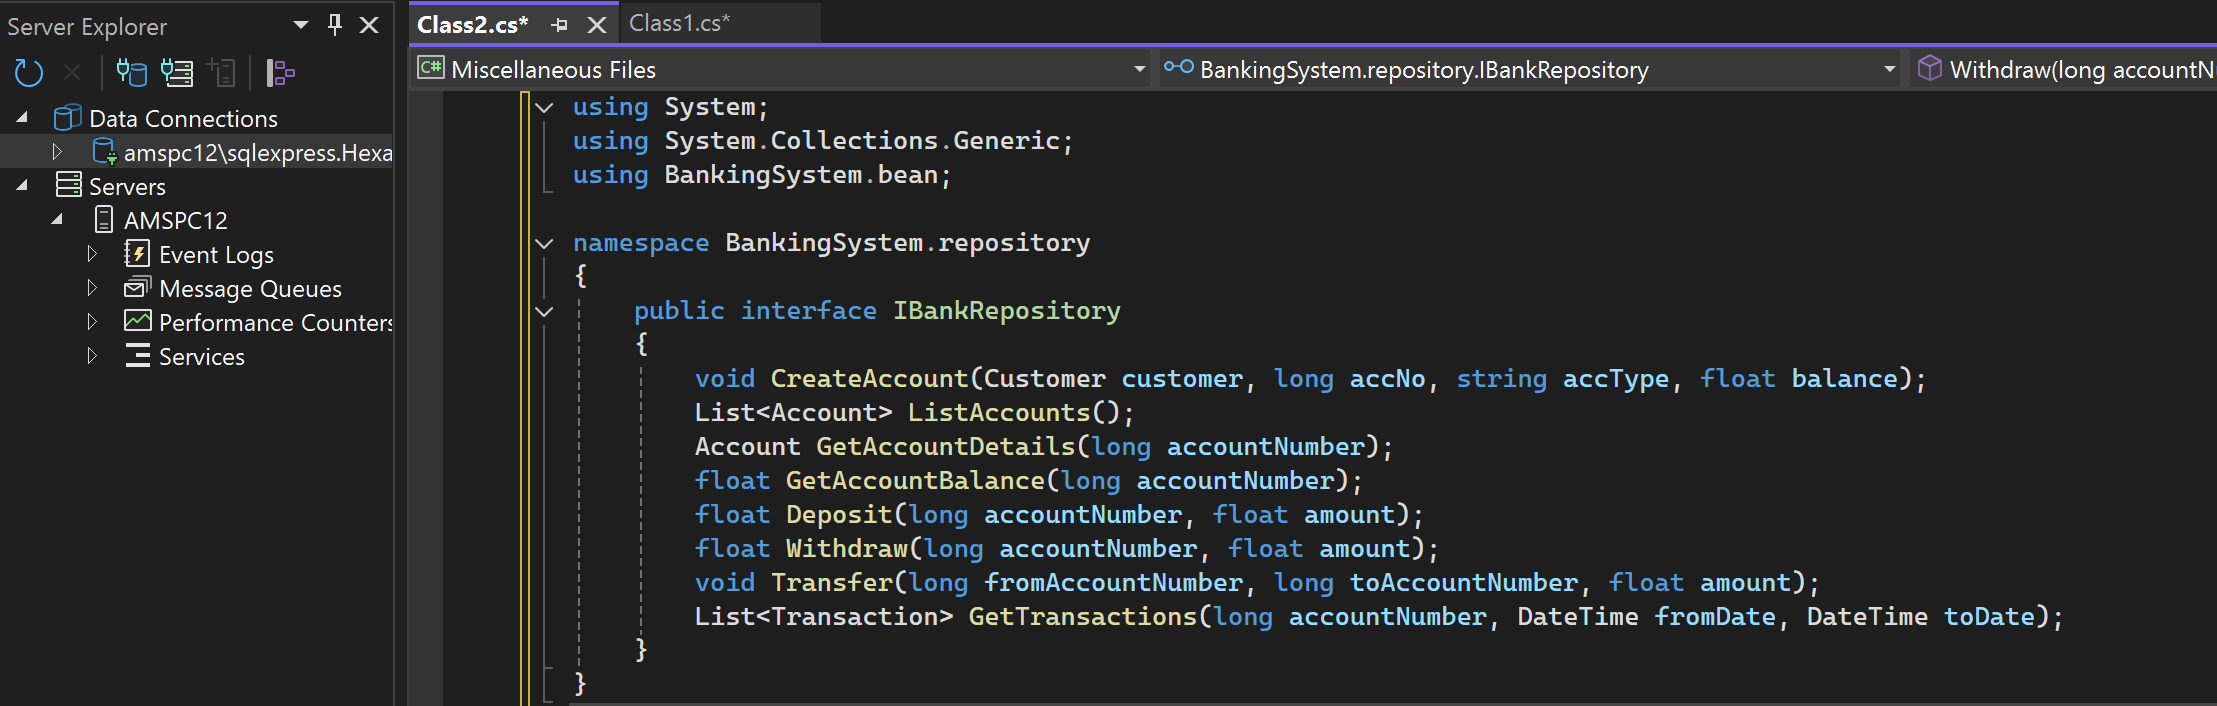 Server Explorer
Data Connections
amspc12\sqlexpress.Hexa
Servers
AMSPC12
Event Logs
Message Queues
Performance Counters
Services
Class2.cs*
Class1.cs*
C# Miscellaneous Files
BankingSystem.repository.IBankRepository
Withdraw(long accountN
using System;
using System.Collections.Generic;
using BankingSystem.bean;
namespace BankingSystem.repository
{
public interface IBankRepository
{
void CreateAccount(Customer customer, long accNo, string accType, float balance);
List<Account> ListAccounts();
Account GetAccountDetails(long accountNumber);
float GetAccountBalance(long accountNumber);
float Deposit(long accountNumber, float amount);
float Withdraw(long accountNumber, float amount);
void Transfer(long fromAccountNumber, long toAccountNumber, float amount);
List<Transaction> GetTransactions(long accountNumber, DateTime fromDate, DateTime toDate);
}
}